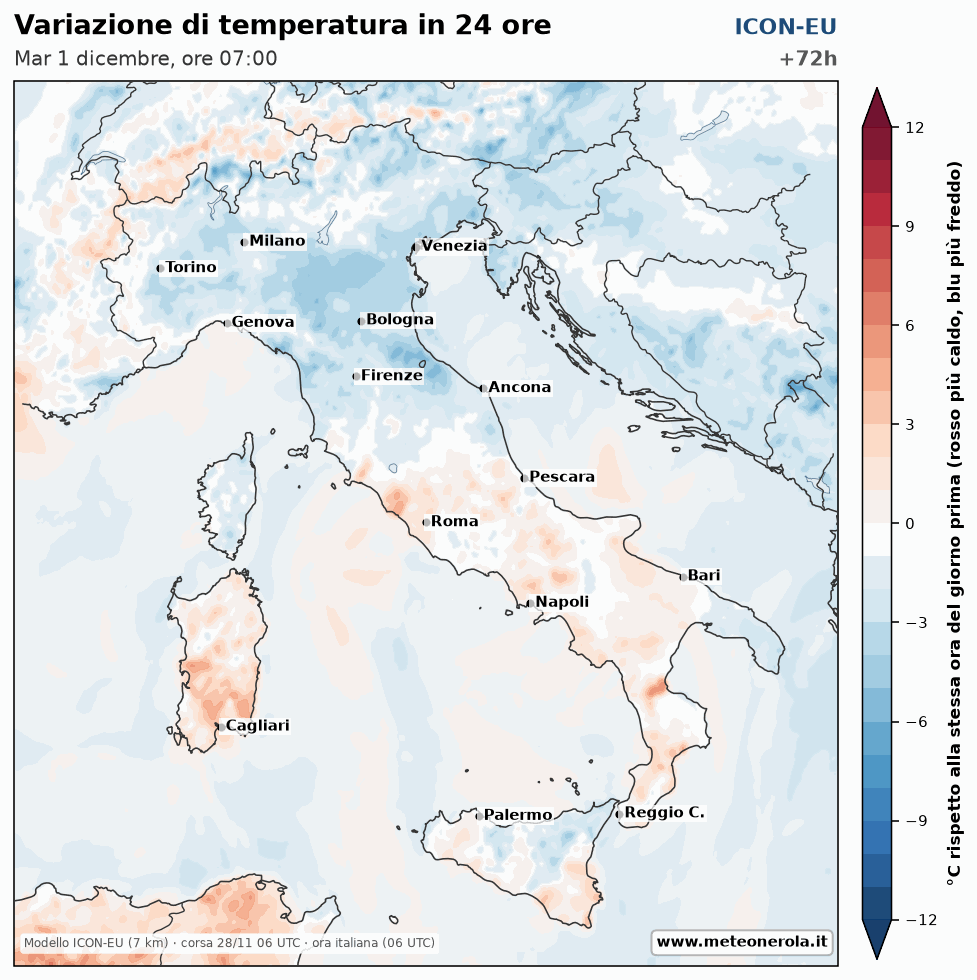 Variazione di temperatura in 24 ore
ICON-EU
Mar 1 dicembre, ore 07:00
+72h
Milano
Venezia
Torino
Genova
Bologna
Firenze
Ancona
Pescara
Roma
Bari
Napoli
Cagliari
Palermo
Reggio C.
12
9
6
3
0
−3
−6
−9
−12
°C rispetto alla stessa ora del giorno prima (rosso più caldo, blu più freddo)
Modello ICON-EU (7 km) · corsa 28/11 06 UTC · ora italiana (06 UTC)
www.meteonerola.it